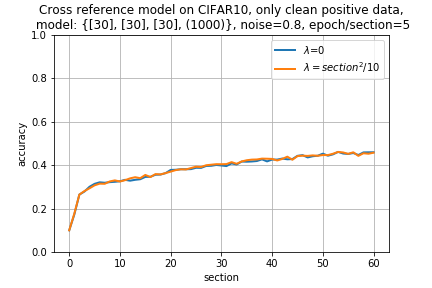 Cross reference model on CIFAR10, only clean positive data,
model: {[30], [30], [30], (1000)}, noise=0.8, epoch/section=5
1.0
0.8
0.6
0.4
0.2
0.0
accuracy
λ=0
λ = section²/10
0 10 20 30 40 50 60
section